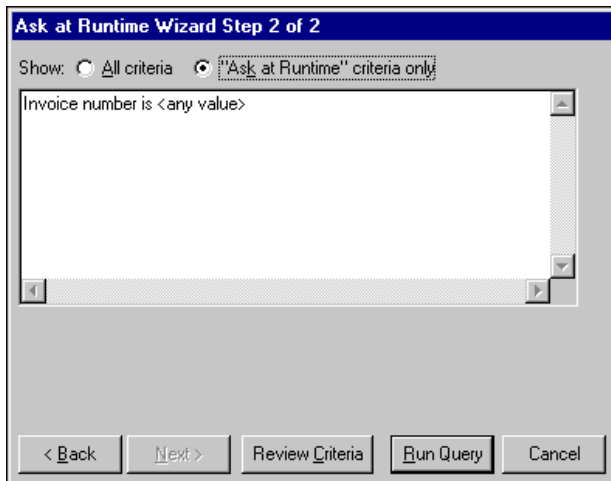 Ask at Runtime Wizard Step 2 of 2
Show: All criteria "Ask at Runtime" criteria only
Invoice number is <any value>
< Back Next > Review Criteria Run Query Cancel